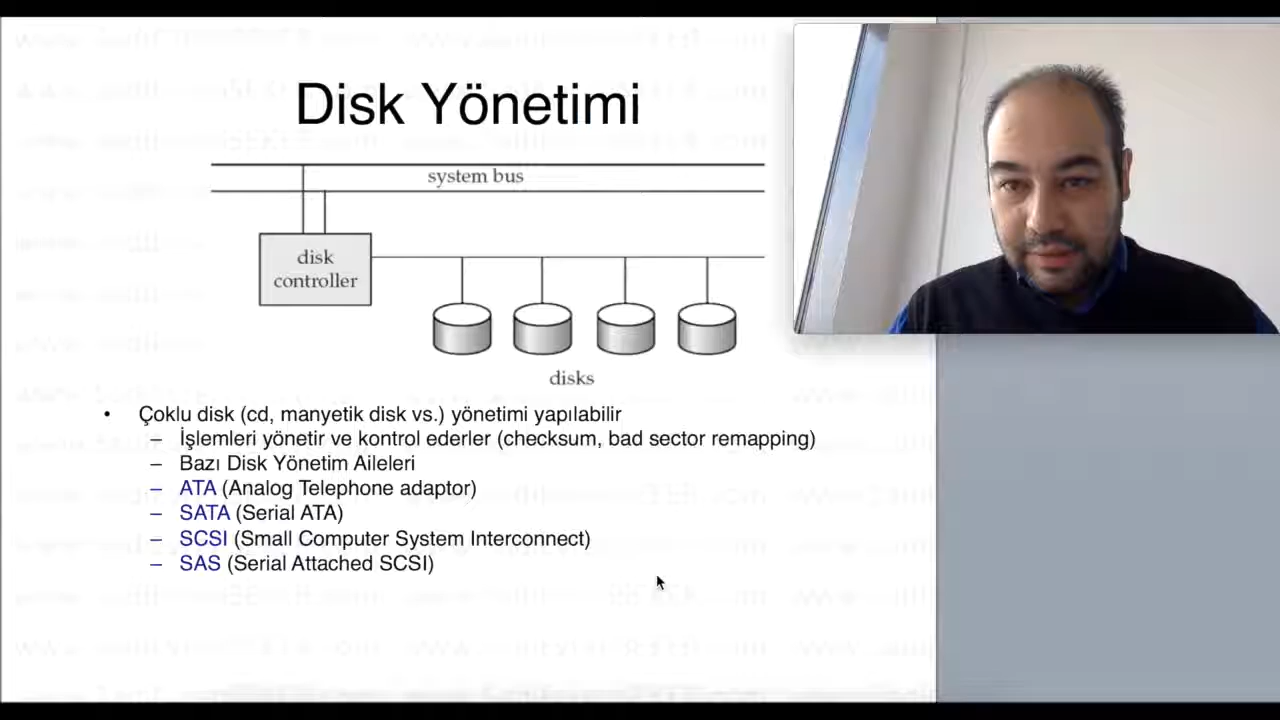 Disk Yönetimi
system bus
disk
controller
disks
• Çoklu disk (cd, manyetik disk vs.) yönetimi yapılabilir
– İşlemleri yönetir ve kontrol ederler (checksum, bad sector remapping)
– Bazı Disk Yönetim Aileleri
– ATA (Analog Telephone adaptor)
– SATA (Serial ATA)
– SCSI (Small Computer System Interconnect)
– SAS (Serial Attached SCSI)